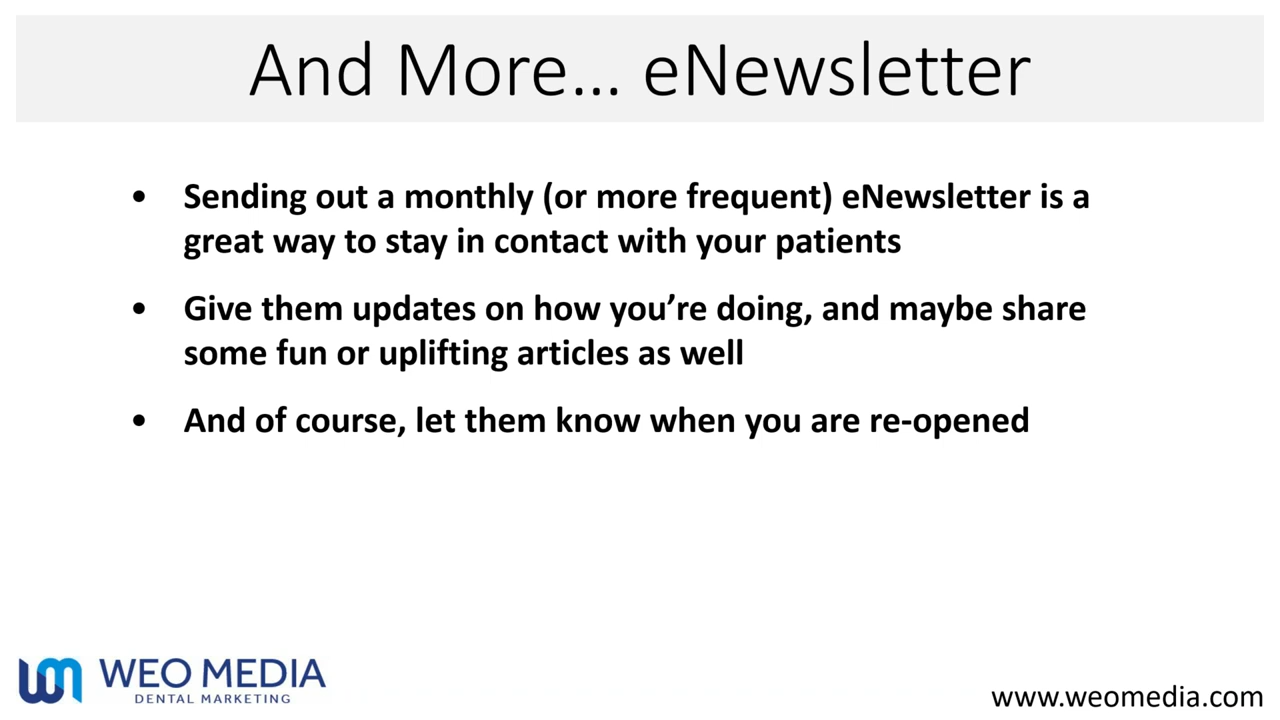 And More... eNewsletter
• Sending out a monthly (or more frequent) eNewsletter is a
great way to stay in contact with your patients
• Give them updates on how you’re doing, and maybe share
some fun or uplifting articles as well
• And of course, let them know when you are re-opened
WEO MEDIA
DENTAL MARKETING
www.weomedia.com